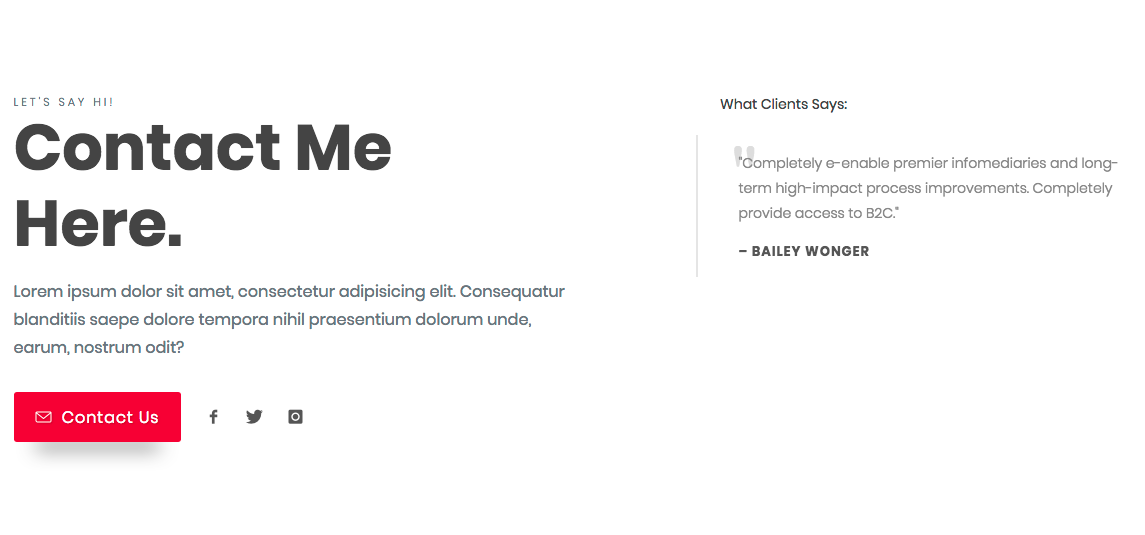 LET'S SAY HI!
Contact Me
Here.
Lorem ipsum dolor sit amet, consectetur adipisicing elit. Consequatur
blanditiis saepe dolore tempora nihil praesentium dolorum unde,
earum, nostrum odit?
Contact Us
What Clients Says:
"
"Completely e-enable premier infomediaries and long-
term high-impact process improvements. Completely
provide access to B2C."
– BAILEY WONGER